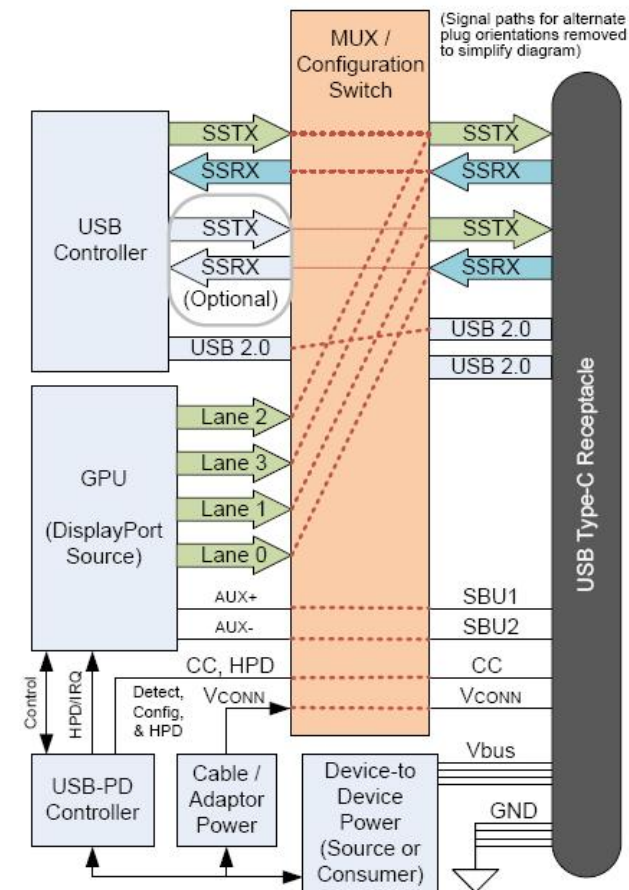 (Signal paths for alternate
plug orientations removed
to simplify diagram)
MUX /
Configuration
Switch
USB
Controller
SSTX
SSRX
SSTX
SSRX
(Optional)
USB 2.0
SSTX
SSRX
SSTX
SSRX
USB 2.0
USB 2.0
USB Type-C Receptacle
GPU
(DisplayPort
Source)
Lane 2
Lane 3
Lane 1
Lane 0
AUX+
AUX-
SBU1
SBU2
CC, HPD
CC
VCONN
VCONN
Control
HPD/IRQ
Detect,
Config,
& HPD
Vbus
GND
USB-PD
Controller
Cable /
Adaptor
Power
Device-to
Device
Power
(Source or
Consumer)